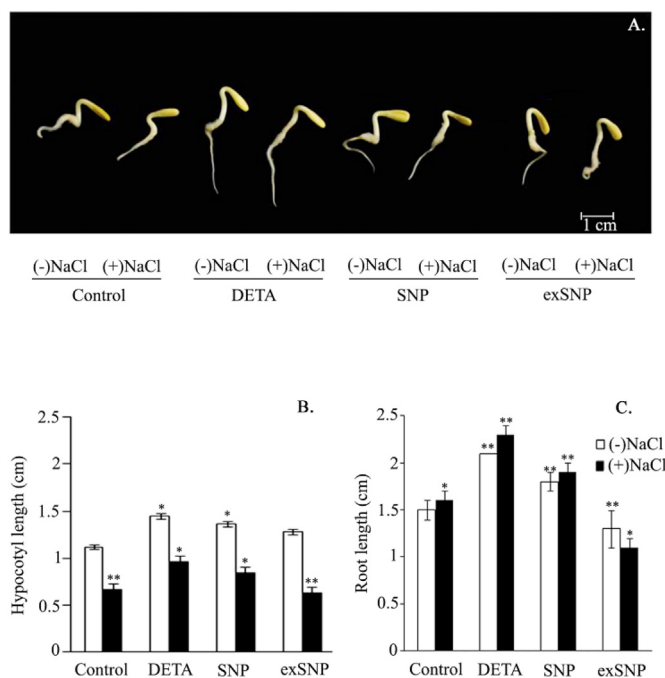 A.
1 cm
(-)NaCl (+)NaCl (-)NaCl (+)NaCl (-)NaCl (+)NaCl (-)NaCl (+)NaCl
Control DETA SNP exSNP
B.
Hypocotyl length (cm)
2.5
2
1.5
1
0.5
0
** * * * * **
Control DETA SNP exSNP
C.
(-)NaCl
(+)NaCl
Root length (cm)
2.5
2
1.5
1
0.5
0
* ** ** ** ** ** *
Control DETA SNP exSNP